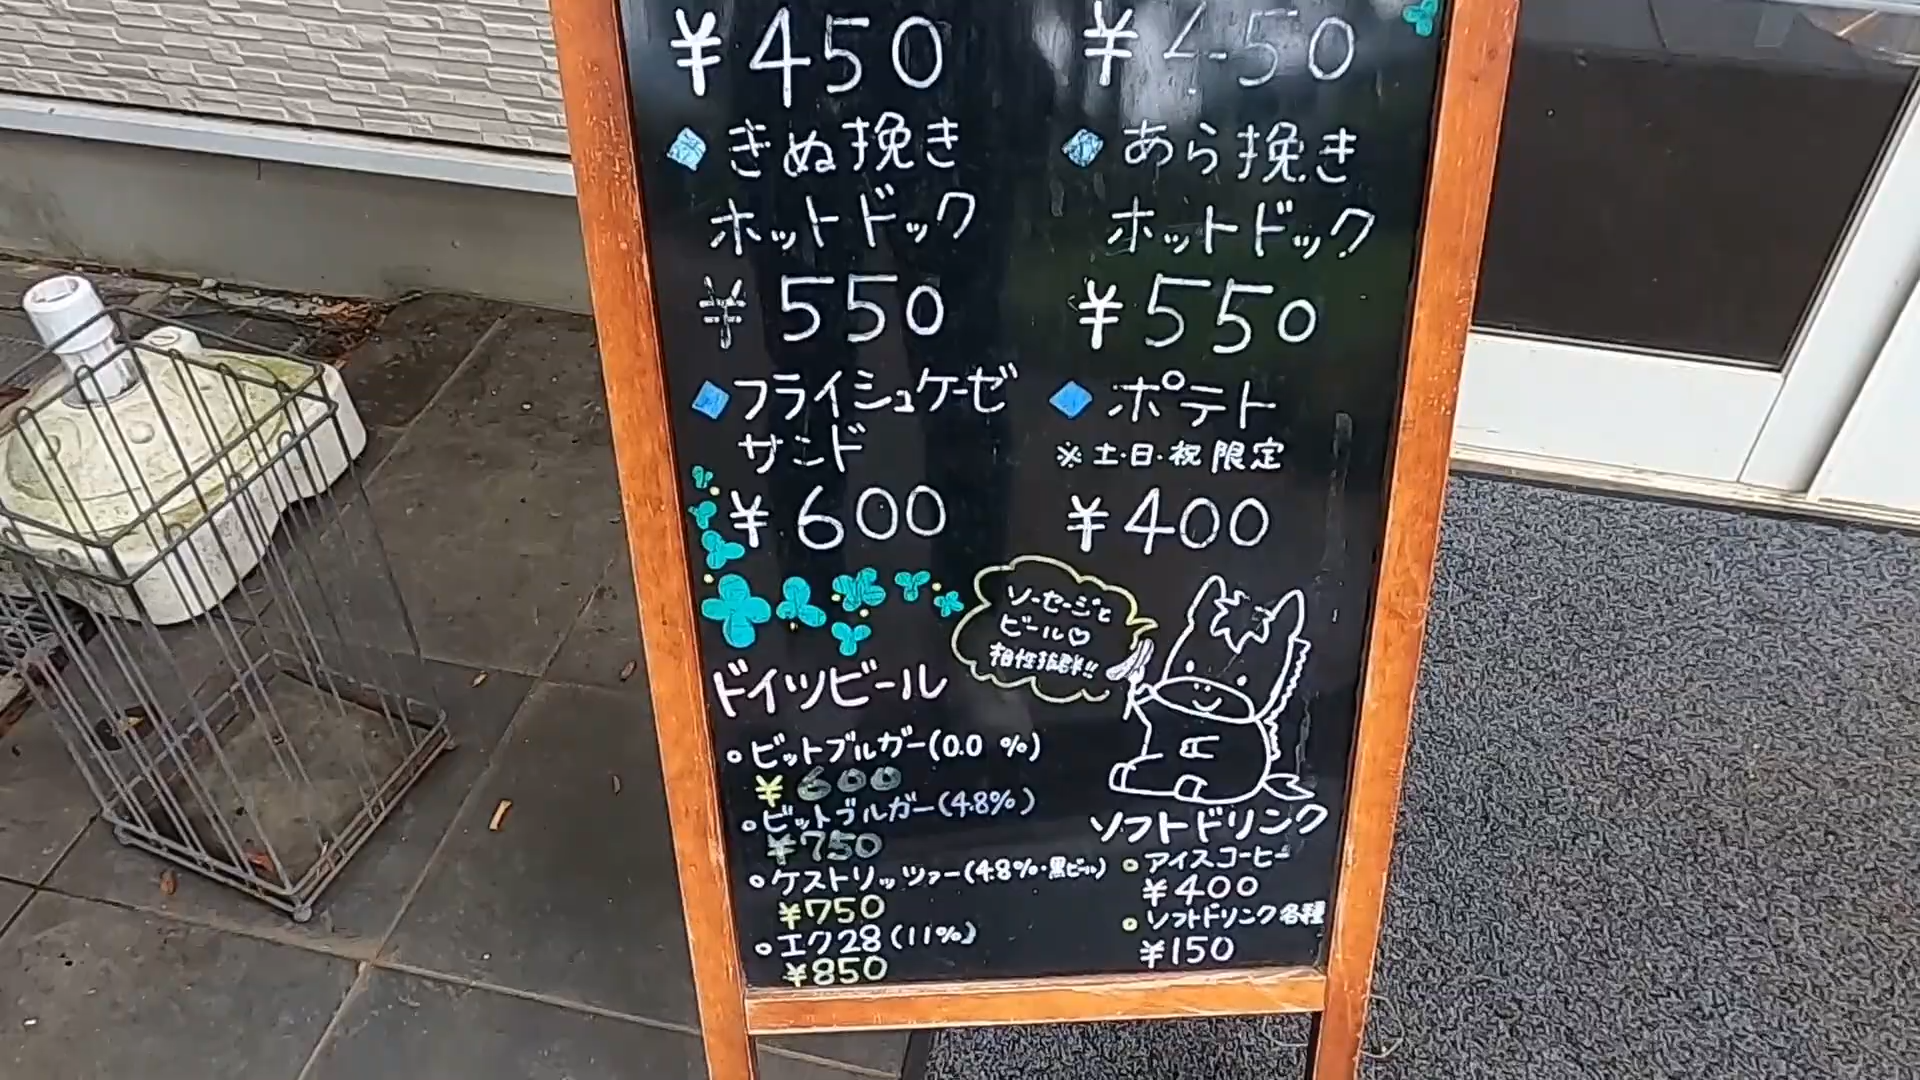 ¥450
¥450
きぬ挽き
ホットドック
¥550
あら挽き
ホットドック
¥550
フライシュケーゼ
サンド
¥600
ポテト
※土・日・祝限定
¥400
ソーセージと
ビール♡
相性抜群!!
ドイツビール
ビットブルガー(0.0 %)
¥600
ビットブルガー(4.8%)
¥750
ケストリッツァー(4.8%・黒ビール)
¥750
エク28(11%)
¥850
ソフトドリンク
アイスコーヒー
¥400
ソフトドリンク各種
¥150